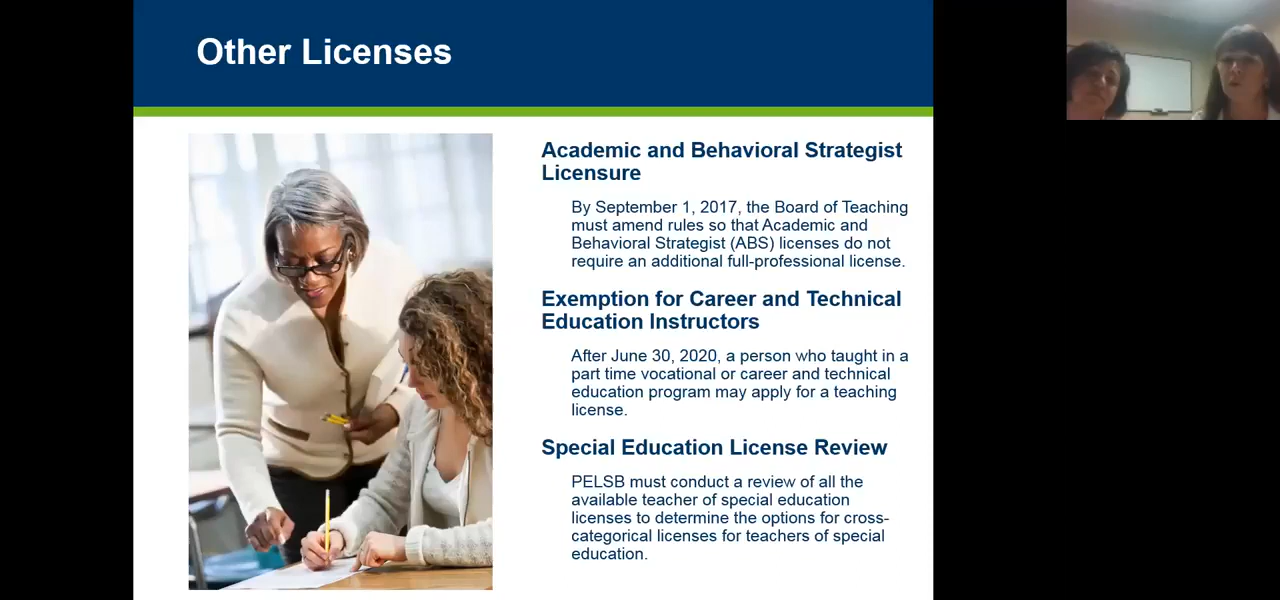 Other Licenses
Academic and Behavioral Strategist
Licensure
By September 1, 2017, the Board of Teaching
must amend rules so that Academic and
Behavioral Strategist (ABS) licenses do not
require an additional full-professional license.
Exemption for Career and Technical
Education Instructors
After June 30, 2020, a person who taught in a
part time vocational or career and technical
education program may apply for a teaching
license.
Special Education License Review
PELSB must conduct a review of all the
available teacher of special education
licenses to determine the options for cross-
categorical licenses for teachers of special
education.